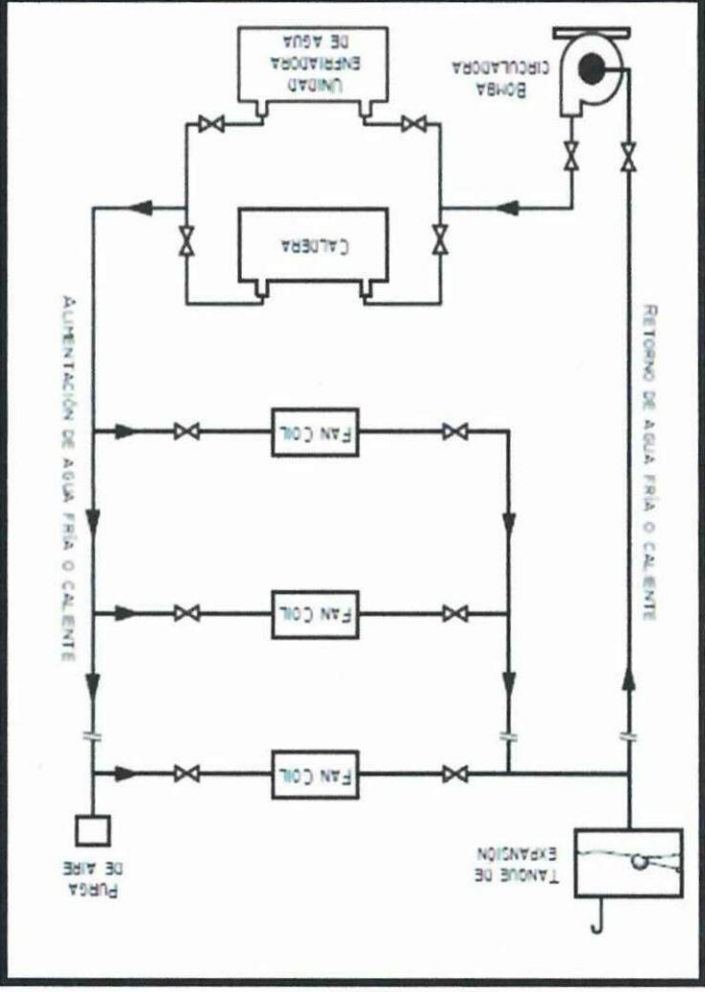 TANQUE DE
EXPANSIÓN
PURGA
DE AIRE
FAN COIL
FAN COIL
FAN COIL
RETORNO DE AGUA FRÍA O CALIENTE
ALIMENTACIÓN DE AGUA FRÍA O CALIENTE
CALDERA
BOMBA
CIRCULADORA
UNIDAD
ENFRIADORA
DE AGUA